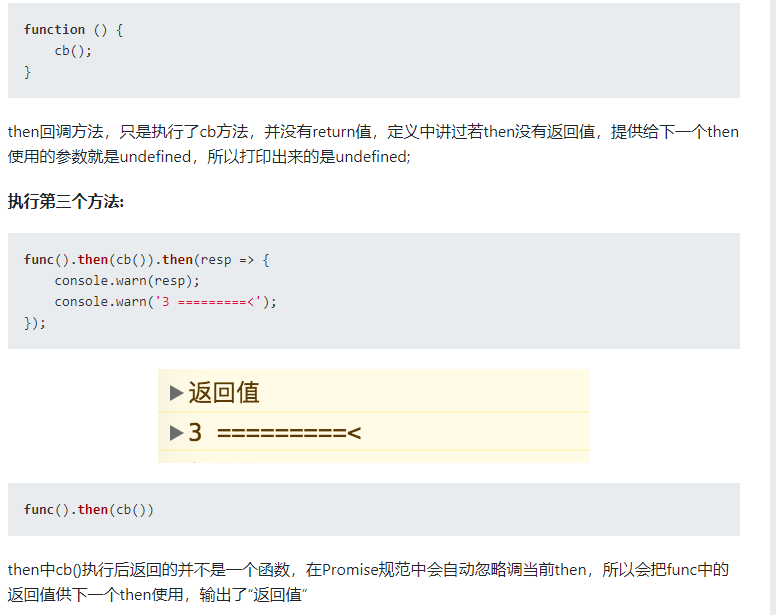 function () {
cb();
}
then回调方法，只是执行了cb方法，并没有return值，定义中讲过若then没有返回值，提供给下一个then
使用的参数就是undefined，所以打印出来的是undefined;
执行第三个方法:
func().then(cb()).then(resp => {
console.warn(resp);
console.warn('3 =========<');
});
返回值
3 =========<
func().then(cb())
then中cb()执行后返回的并不是一个函数，在Promise规范中会自动忽略调当前then，所以会把func中的
返回值供下一个then使用，输出了“返回值”